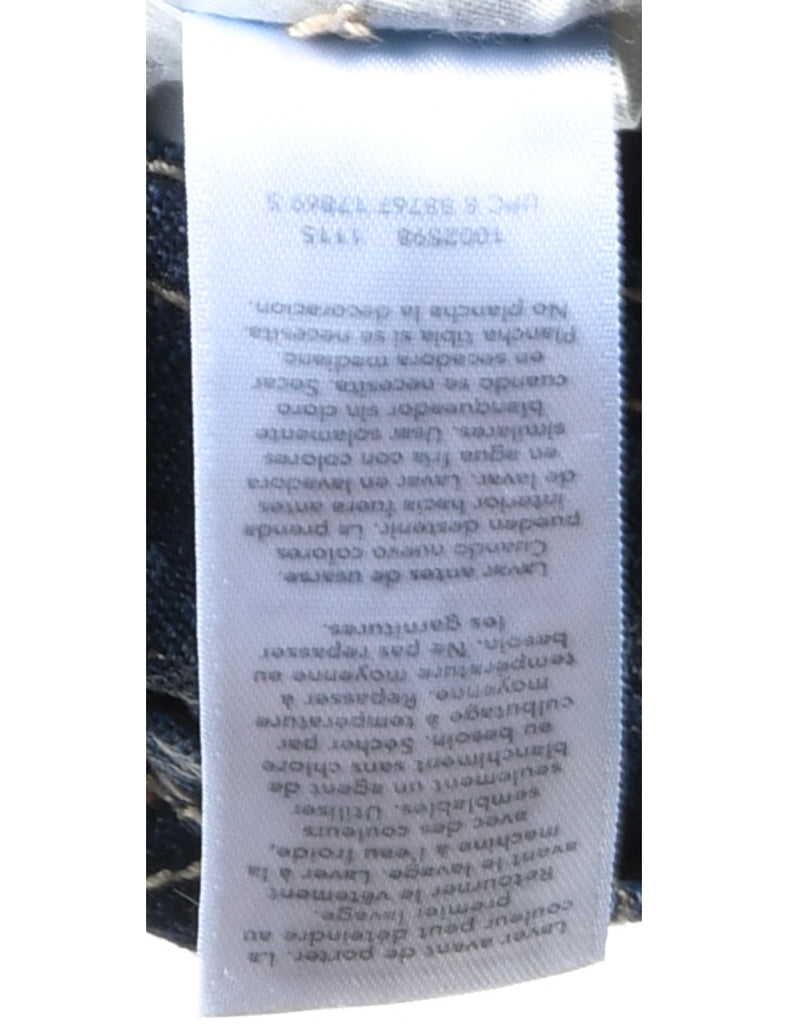 Laver avant de porter. La
couleur peut déteindre au
premier lavage.
Retourner le vêtement
avant le lavage. Laver à la
machine à l'eau froide,
avec des couleurs
semblables. Utiliser
seulement un agent de
blanchiment sans chlore
au besoin. Sécher par
culbutage à température
moyenne. Repasser à
température moyenne au
besoin. Ne pas repasser
les garnitures.
Lavar antes de usarse.
Cuando nuevo colores
pueden destenir. La prenda
interior hacia fuera antes
de lavar. Lavar en lavadora
en agua fria con colores
similares. Usar solamente
blanqueador sin cloro
cuando se necesita. Secar
en secadora mediano.
Plancha tibia si se necesita.
No plancha la decoracion.
1002598 1115
UPC 8 88767 17869 3